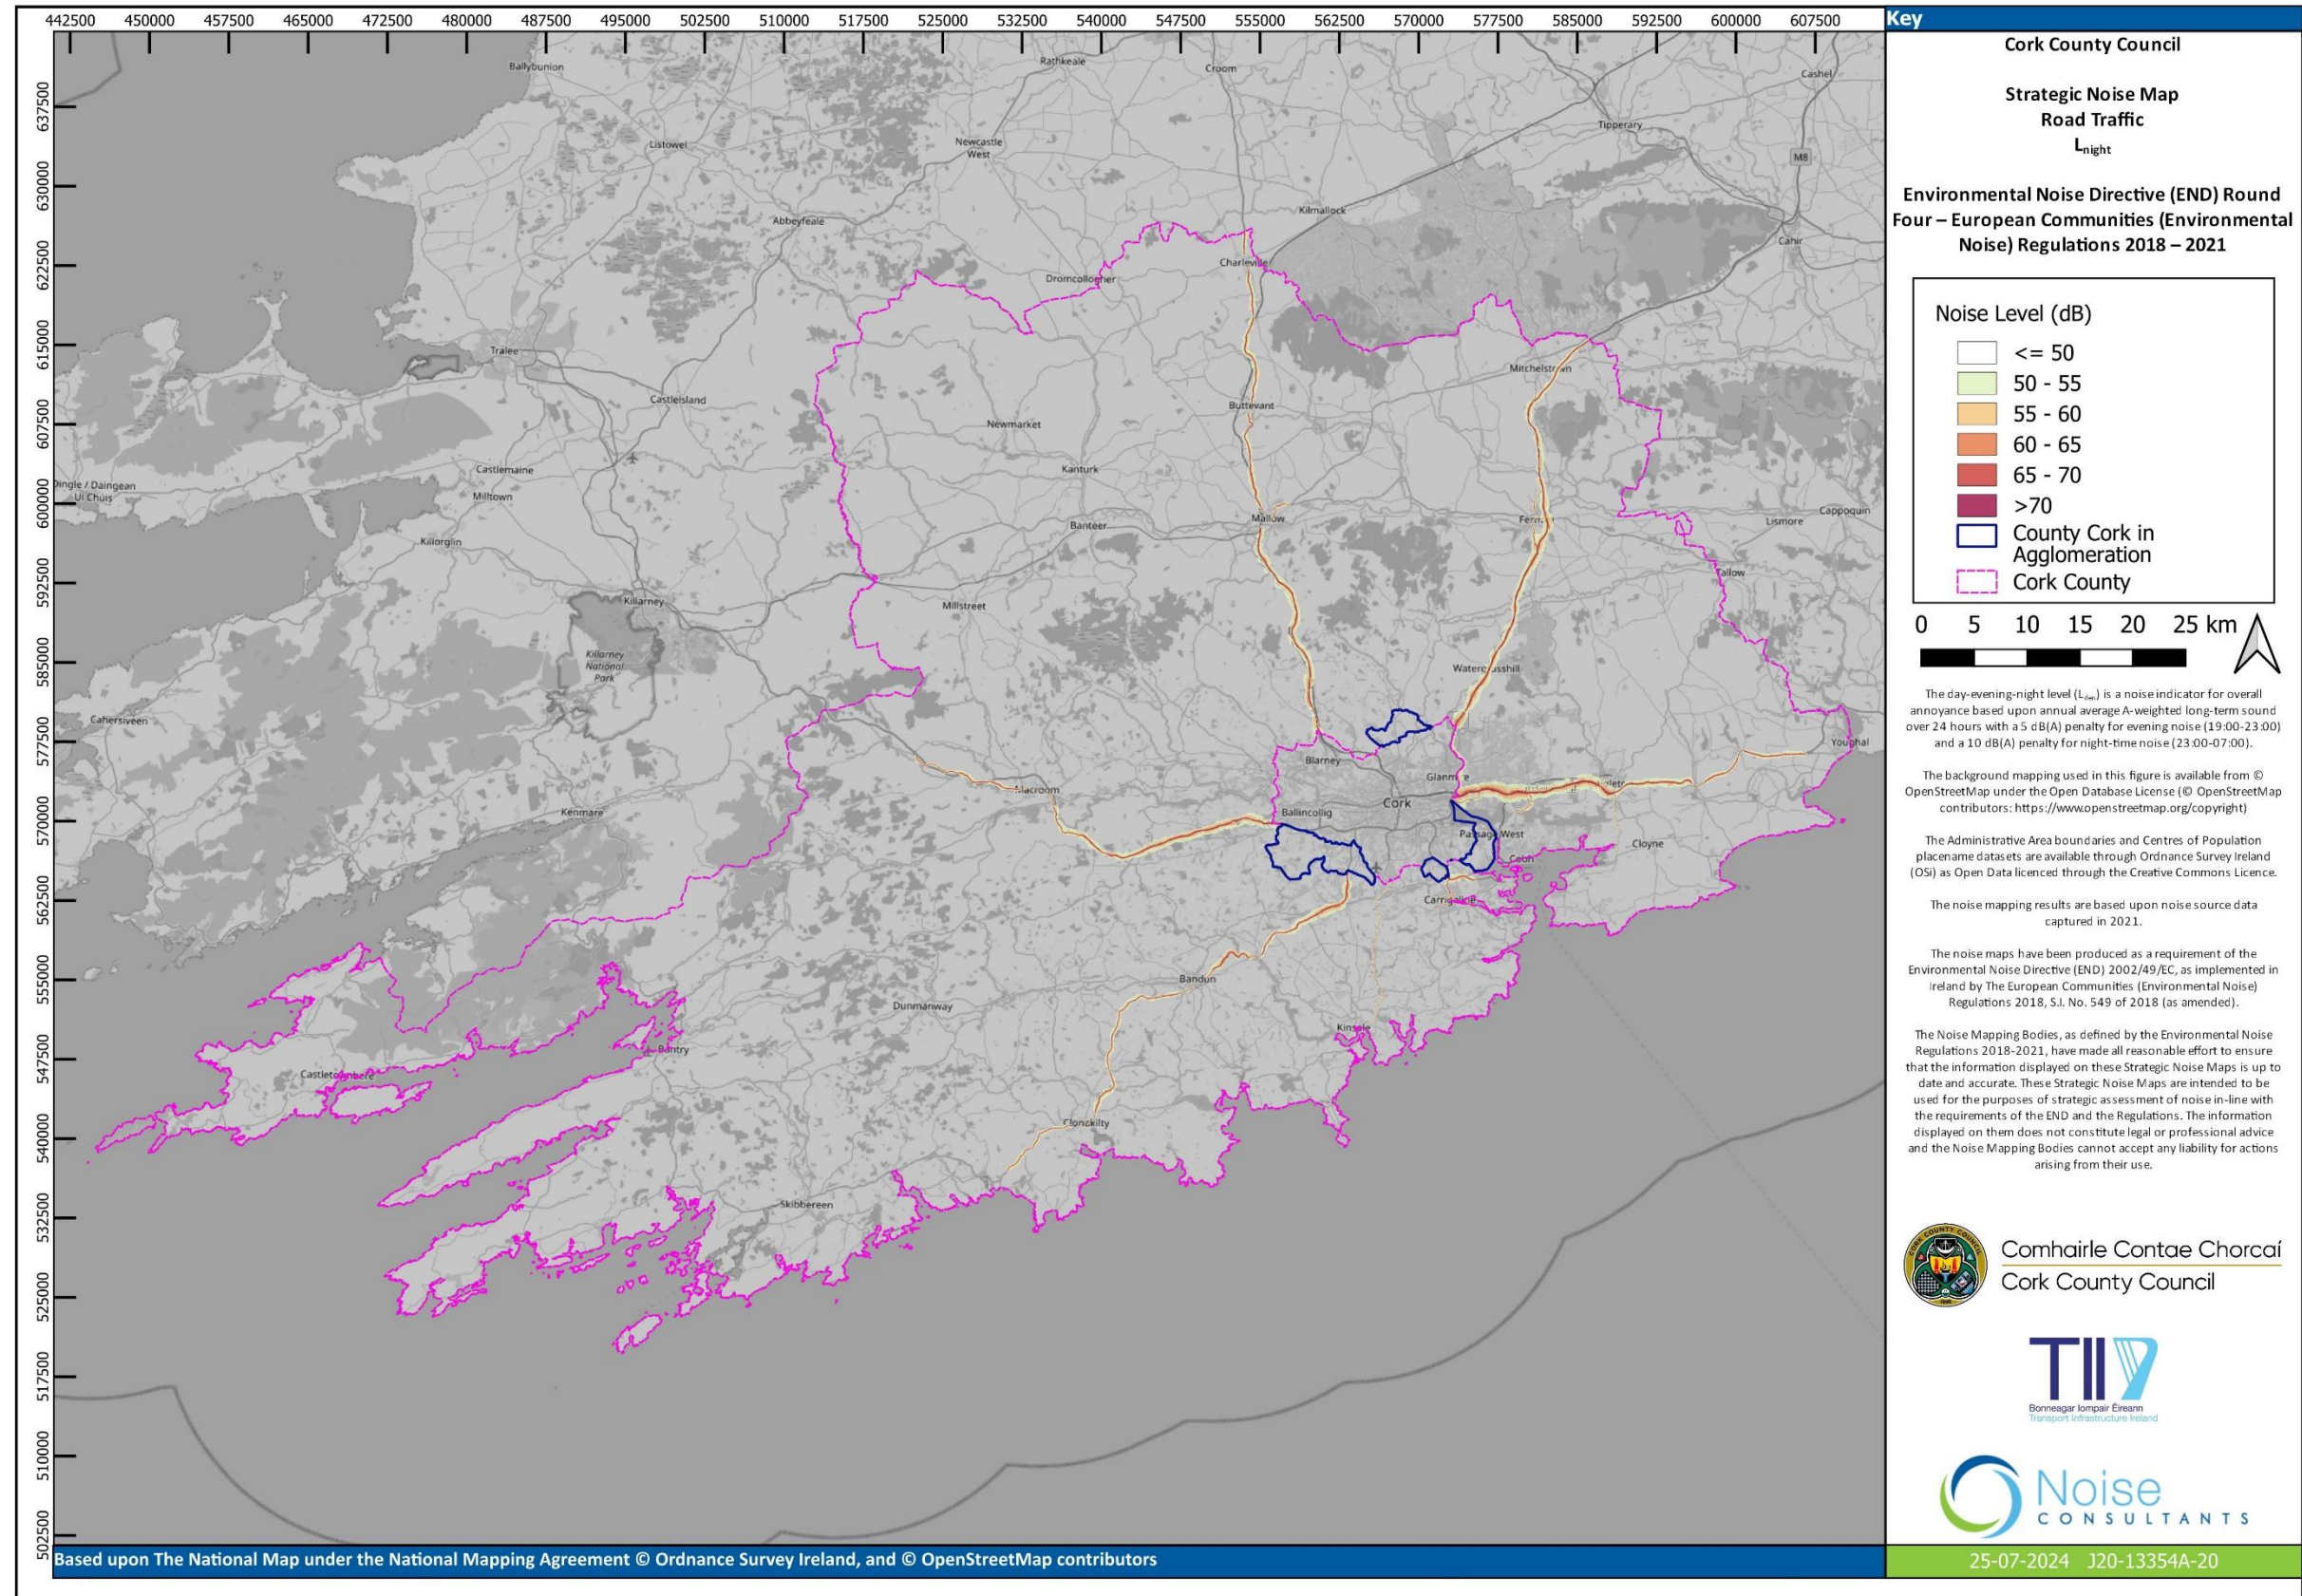 442500 450000 457500 465000 472500 480000 487500 495000 502500 510000 517500 525000 532500 540000 547500 555000 562500 570000 577500 585000 592500 600000 607500
637500
630000
622500
615000
607500
600000
592500
585000
577500
570000
562500
555000
547500
540000
532500
525000
517500
510000
502500
Ballybunion
Rathkeale
Croom
Cashel
Tipperary
Listowel
Newcastle
West
M8
Abbeyfeale
Kilmallock
Cahir
Charleville
Dromcollogher
Tralee
Mitchelstown
Castleisland
Buttevant
Newmarket
Castlemaine
Kanturk
Dingle / Daingean
Uí Chúis
Milltown
Cappoquin
Mallow
Lismore
Banteer
Killorglin
Tallow
Killarney
Millstreet
Killarney
National
Park
Watergrasshill
Cahersiveen
Youghal
Blarney
Glanmire
Macroom
Cork
Kenmare
Ballincollig
Passage West
Cloyne
Cobh
Carrigaline
Bandon
Dunmanway
Kinsale
Bantry
Castletownbere
Clonakilty
Skibbereen
Based upon The National Map under the National Mapping Agreement © Ordnance Survey Ireland, and © OpenStreetMap contributors
Key
Cork County Council
Strategic Noise Map
Road Traffic
Lnight
Environmental Noise Directive (END) Round
Four – European Communities (Environmental
Noise) Regulations 2018 – 2021
Noise Level (dB)
<= 50
50 - 55
55 - 60
60 - 65
65 - 70
>70
County Cork in
Agglomeration
Cork County
0 5 10 15 20 25 km
The day-evening-night level (Lden) is a noise indicator for overall
annoyance based upon annual average A-weighted long-term sound
over 24 hours with a 5 dB(A) penalty for evening noise (19:00-23:00)
and a 10 dB(A) penalty for night-time noise (23:00-07:00).
The background mapping used in this figure is available from ©
OpenStreetMap under the Open Database License (© OpenStreetMap
contributors: https://www.openstreetmap.org/copyright)
The Administrative Area boundaries and Centres of Population
placename datasets are available through Ordnance Survey Ireland
(OSi) as Open Data licenced through the Creative Commons Licence.
The noise mapping results are based upon noise source data
captured in 2021.
The noise maps have been produced as a requirement of the
Environmental Noise Directive (END) 2002/49/EC, as implemented in
Ireland by The European Communities (Environmental Noise)
Regulations 2018, S.I. No. 549 of 2018 (as amended).
The Noise Mapping Bodies, as defined by the Environmental Noise
Regulations 2018-2021, have made all reasonable effort to ensure
that the information displayed on these Strategic Noise Maps is up to
date and accurate. These Strategic Noise Maps are intended to be
used for the purposes of strategic assessment of noise in-line with
the requirements of the END and the Regulations. The information
displayed on them does not constitute legal or professional advice
and the Noise Mapping Bodies cannot accept any liability for actions
arising from their use.
CORK COUNTY COUNCIL
Comhairle Contae Chorcaí
Cork County Council
TII
Bonneagar Iompair Éireann
Transport Infrastructure Ireland
Noise
CONSULTANTS
25-07-2024 J20-13354A-20